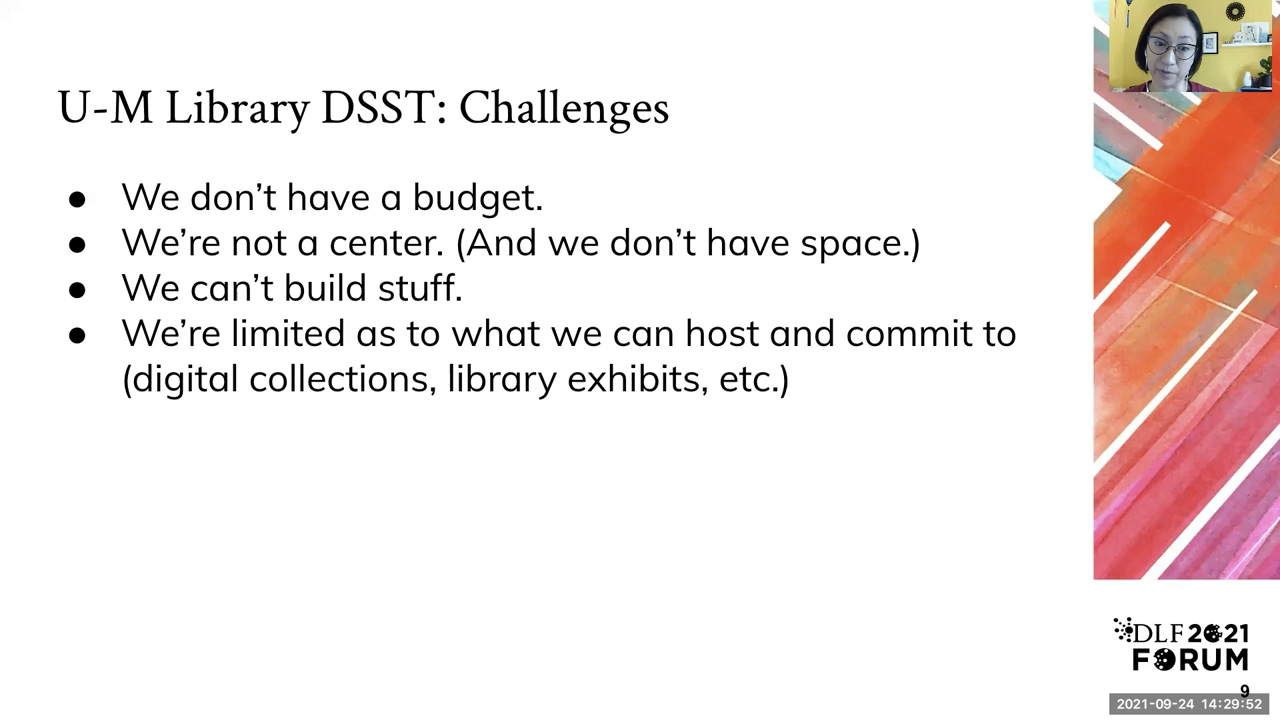 U-M Library DSST: Challenges
● We don’t have a budget.
● We’re not a center. (And we don’t have space.)
● We can’t build stuff.
● We’re limited as to what we can host and commit to
(digital collections, library exhibits, etc.)
DLF 2021
FORUM
9
2021-09-24 14:29:52